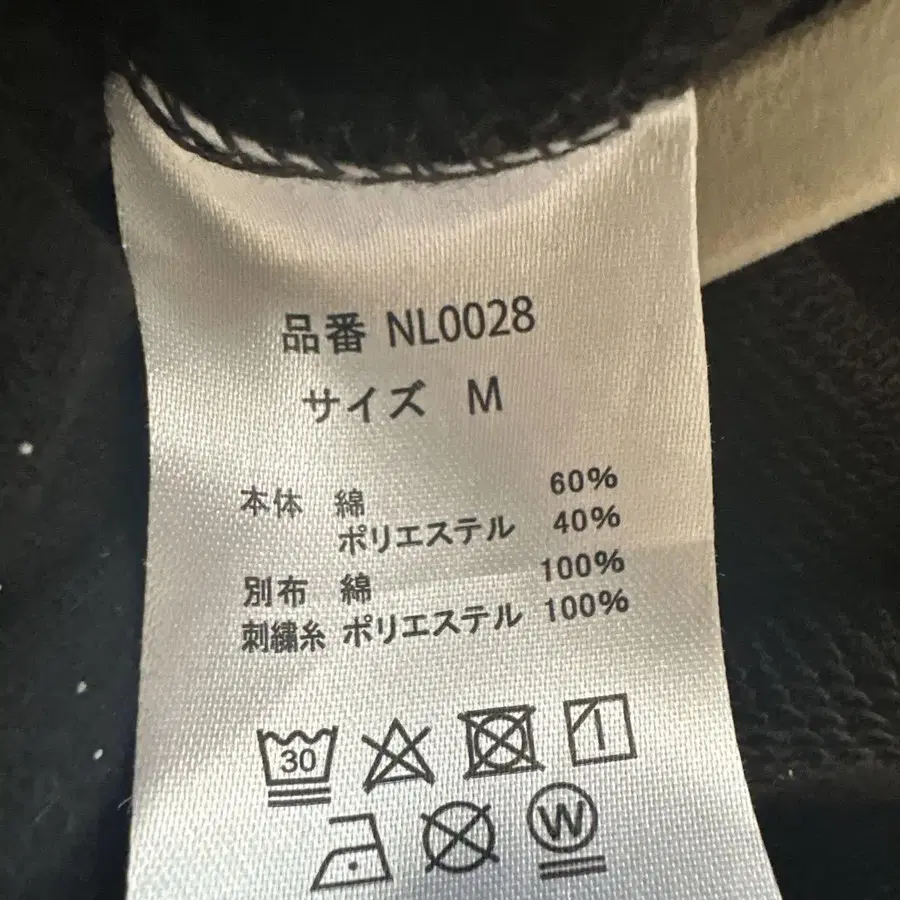 品番 NL0028
サイズ M
本体 綿 60%
ポリエステル 40%
別布 綿 100%
刺繍糸 ポリエステル 100%
30
W